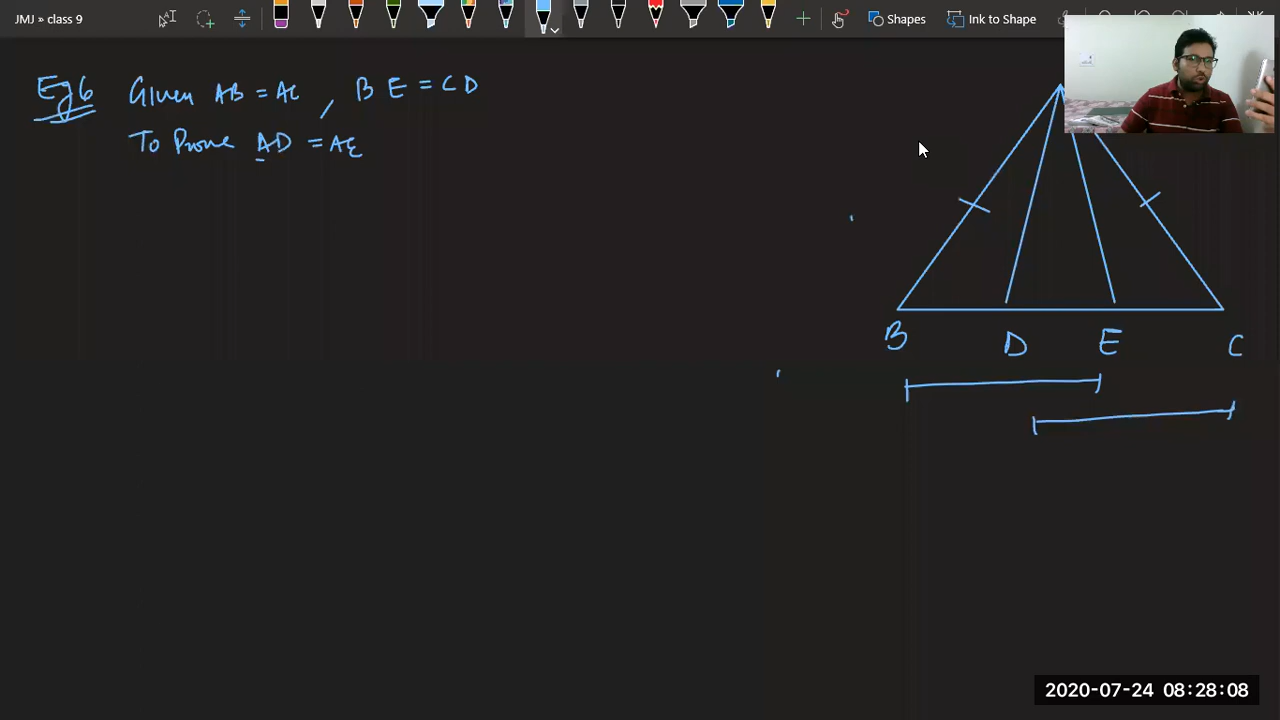 JMJ » class 9
Shapes
Ink to Shape
Eg6 Given AB = AC , BE = CD
To Prove AD = AE
B D E C
2020-07-24 08:28:08